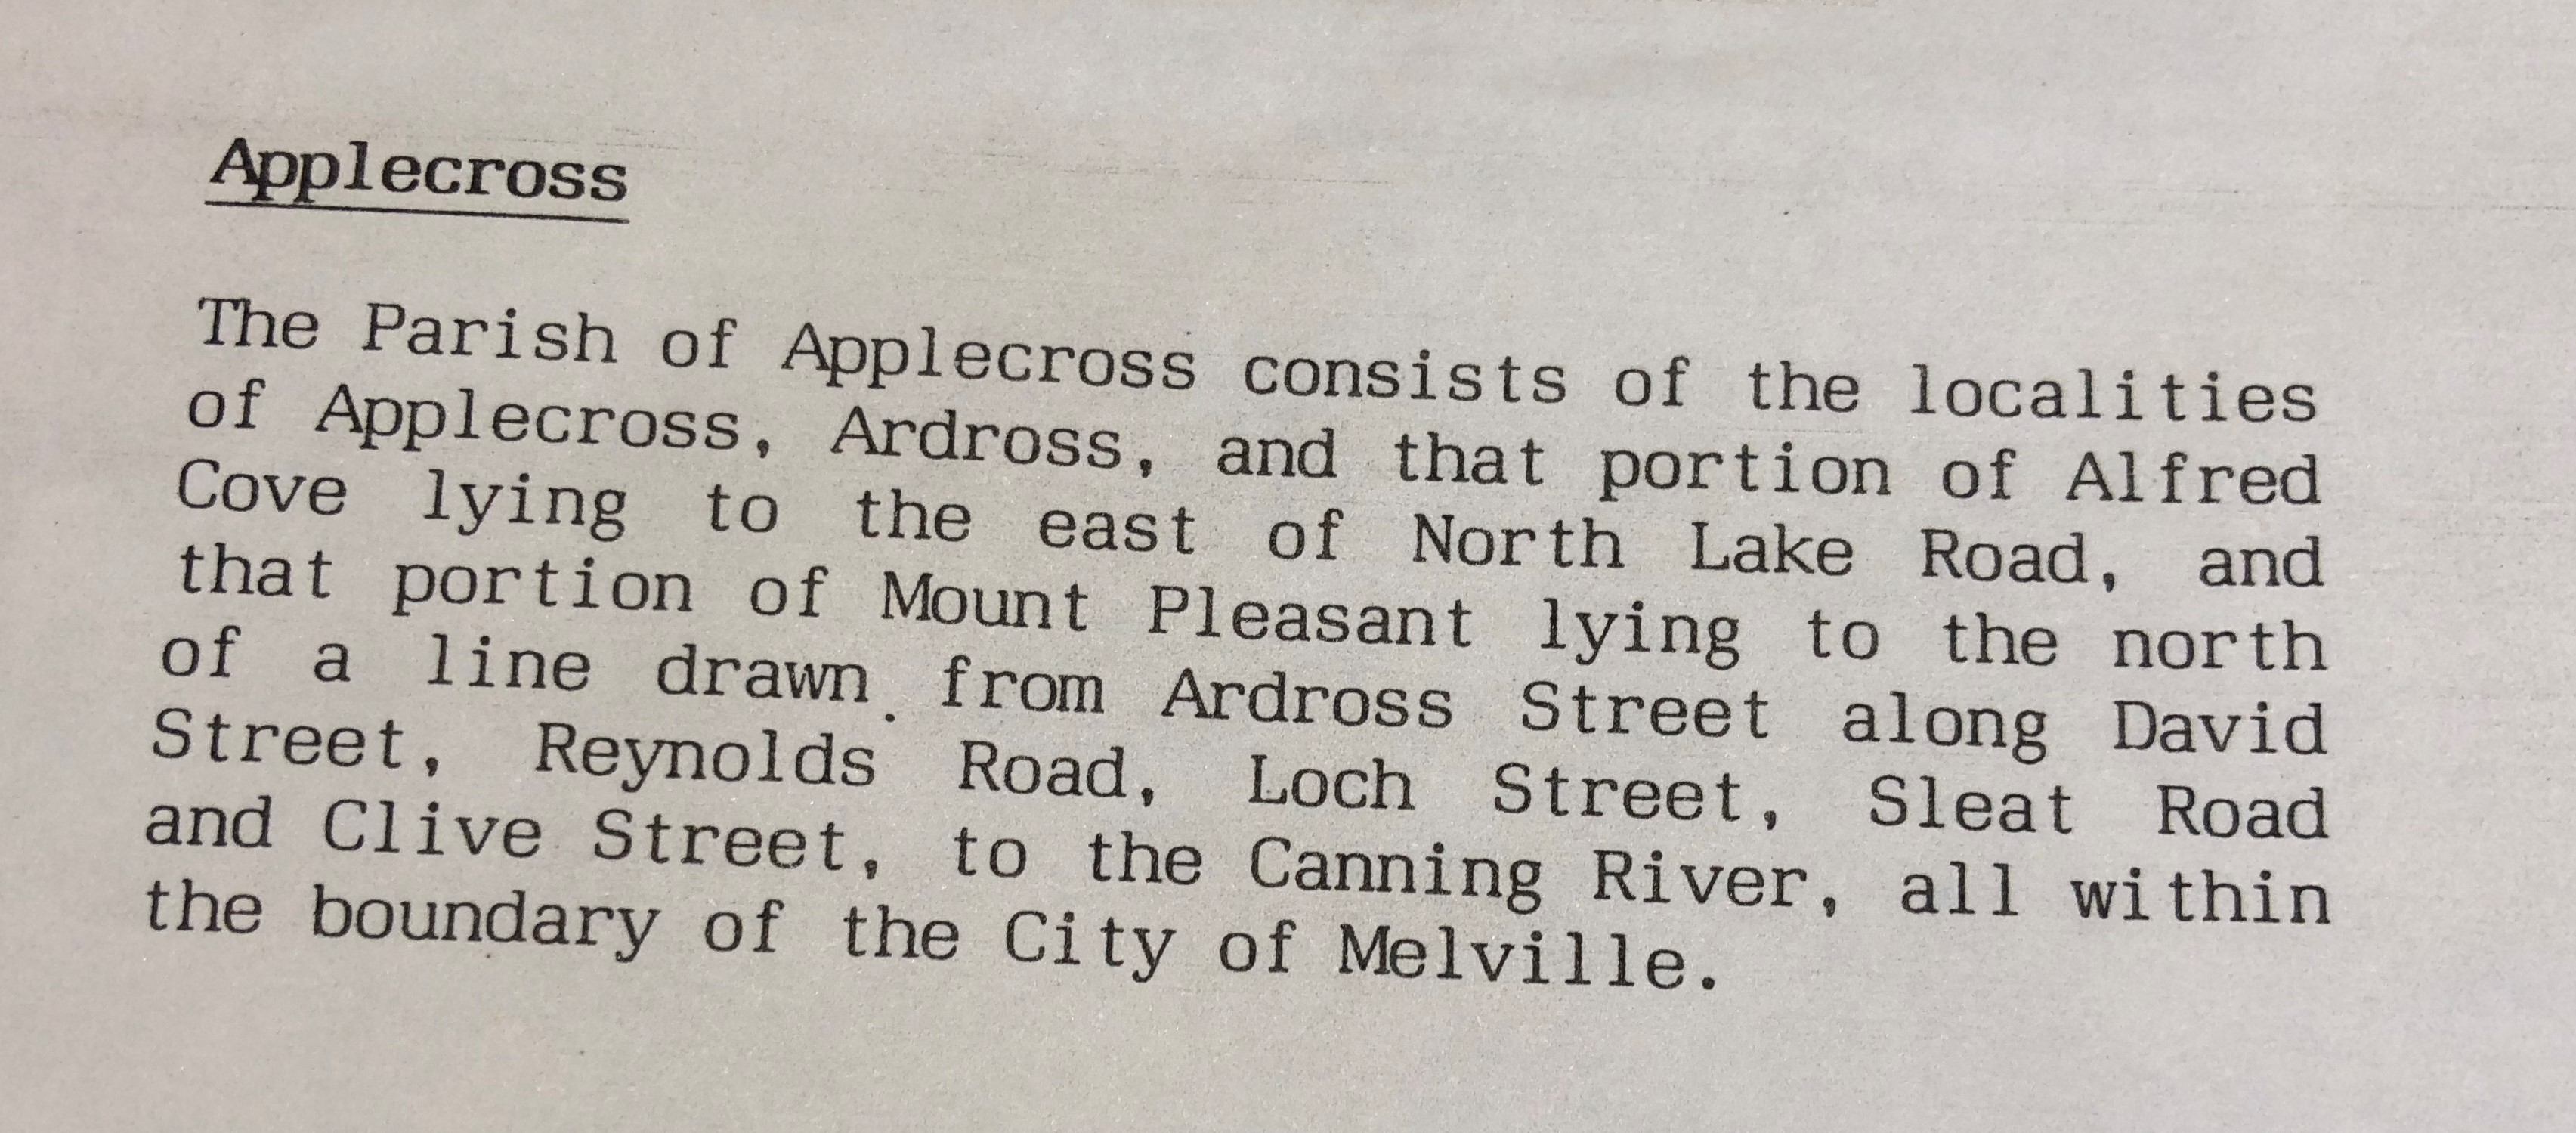 Applecross
The Parish of Applecross consists of the localities
of Applecross, Ardross, and that portion of Alfred
Cove lying to the east of North Lake Road, and
that portion of Mount Pleasant lying to the north
of a line drawn from Ardross Street along David
Street, Reynolds Road, Loch Street, Sleat Road
and Clive Street, to the Canning River, all within
the boundary of the City of Melville.